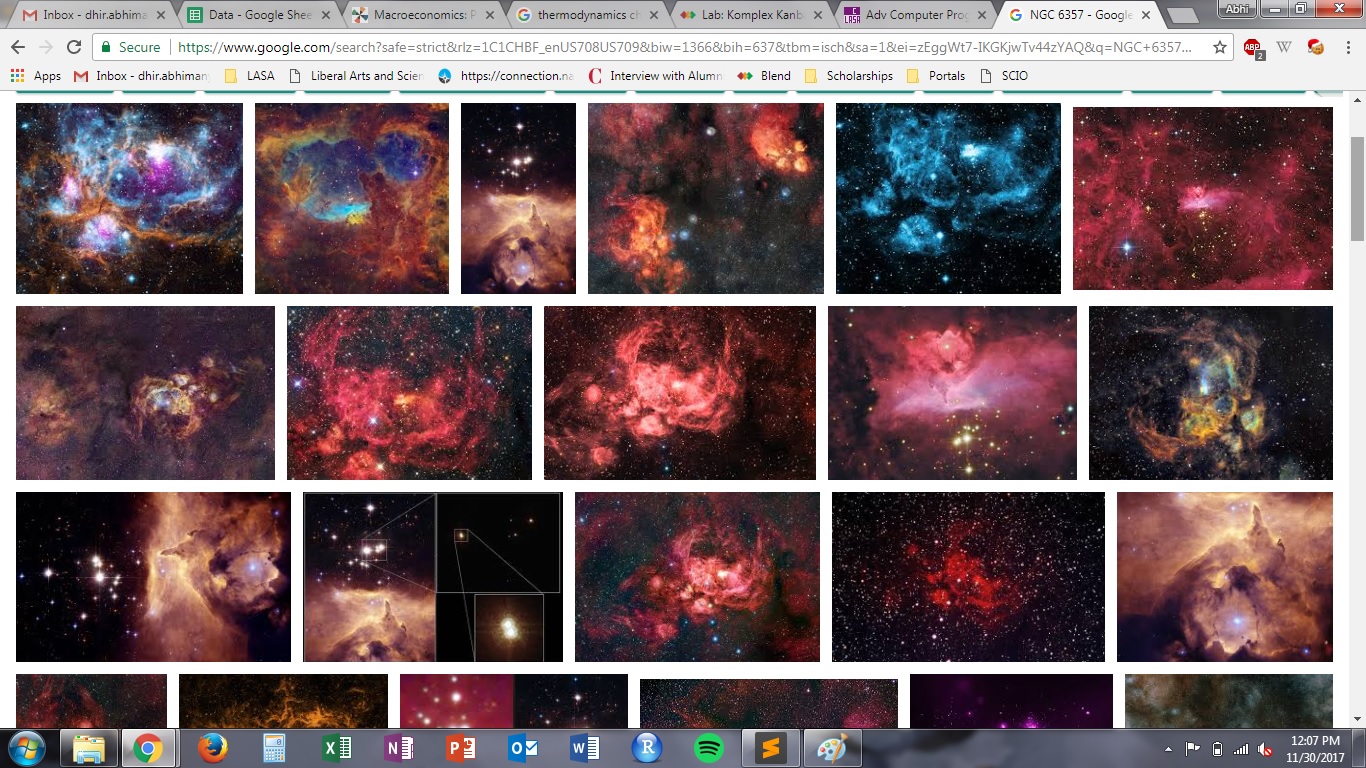 Inbox - dhir.abhima
Data - Google Shee
Macroeconomics: P
thermodynamics ch
Lab: Komplex Kanb
Adv Computer Prog
NGC 6357 - Google
Abhi
Secure
https://www.google.com/search?safe=strict&rlz=1C1CHBF_enUS708US709&biw=1366&bih=637&tbm=isch&sa=1&ei=zEggWt7-IKGKjwTv44zYAQ&q=NGC+6357...
ABP
2
W
Apps
Inbox - dhir.abhiman
LASA
Liberal Arts and Scien
https://connection.na
Interview with Alumn
Blend
Scholarships
Portals
SCIO
12:07 PM
11/30/2017